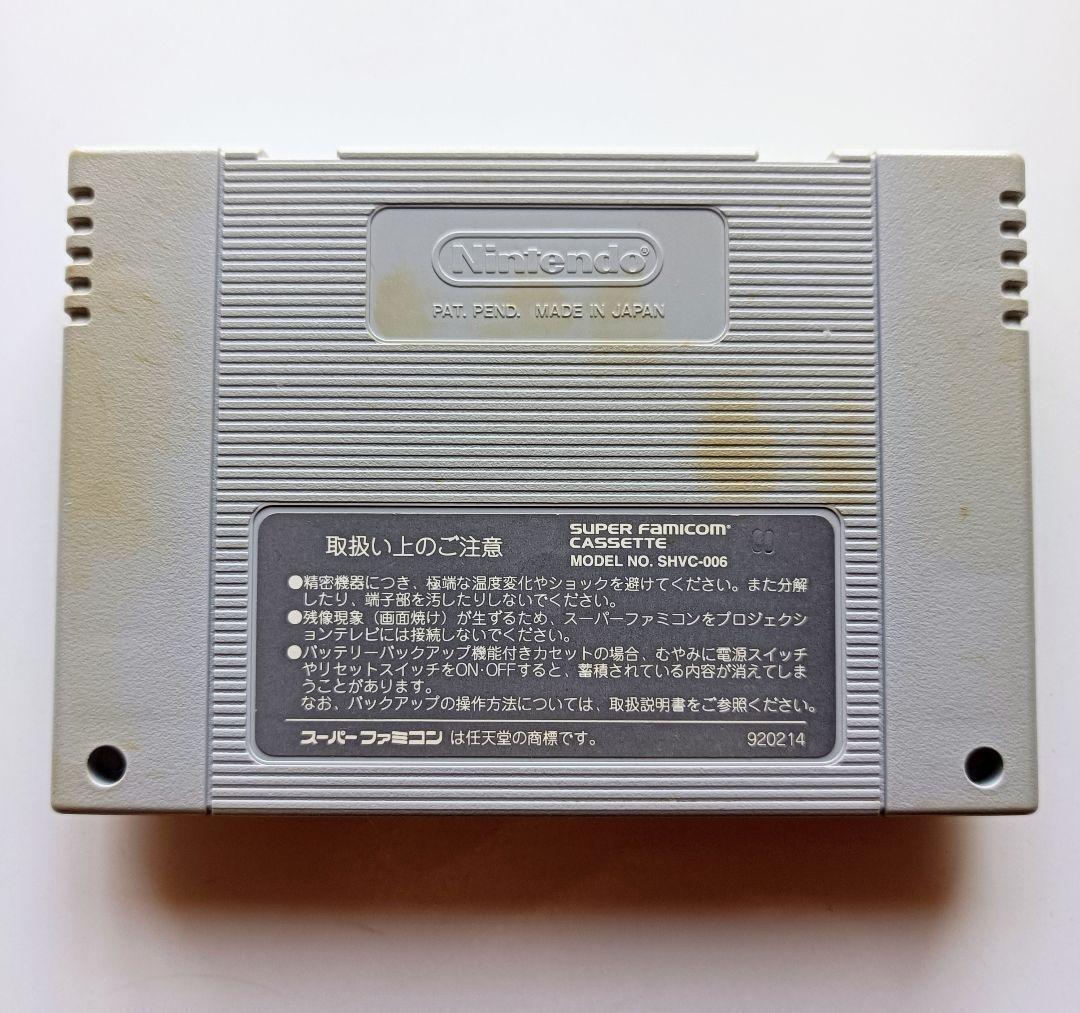 Nintendo®
PAT. PEND. MADE IN JAPAN
取扱い上のご注意
SUPER FAMICOM®
CASSETTE
MODEL NO. SHVC-006
●精密機器につき、極端な温度変化やショックを避けてください。また分解
したり、端子部を汚したりしないでください。
●残像現象（画面焼け）が生ずるため、スーパーファミコンをプロジェクシ
ョンテレビには接続しないでください。
●バッテリーバックアップ機能付きカセットの場合、むやみに電源スイッチ
やリセットスイッチをON・OFFすると、蓄積されている内容が消えてしま
うことがあります。
なお、バックアップの操作方法については、取扱説明書をご参照ください。
スーパーファミコン は任天堂の商標です。
920214